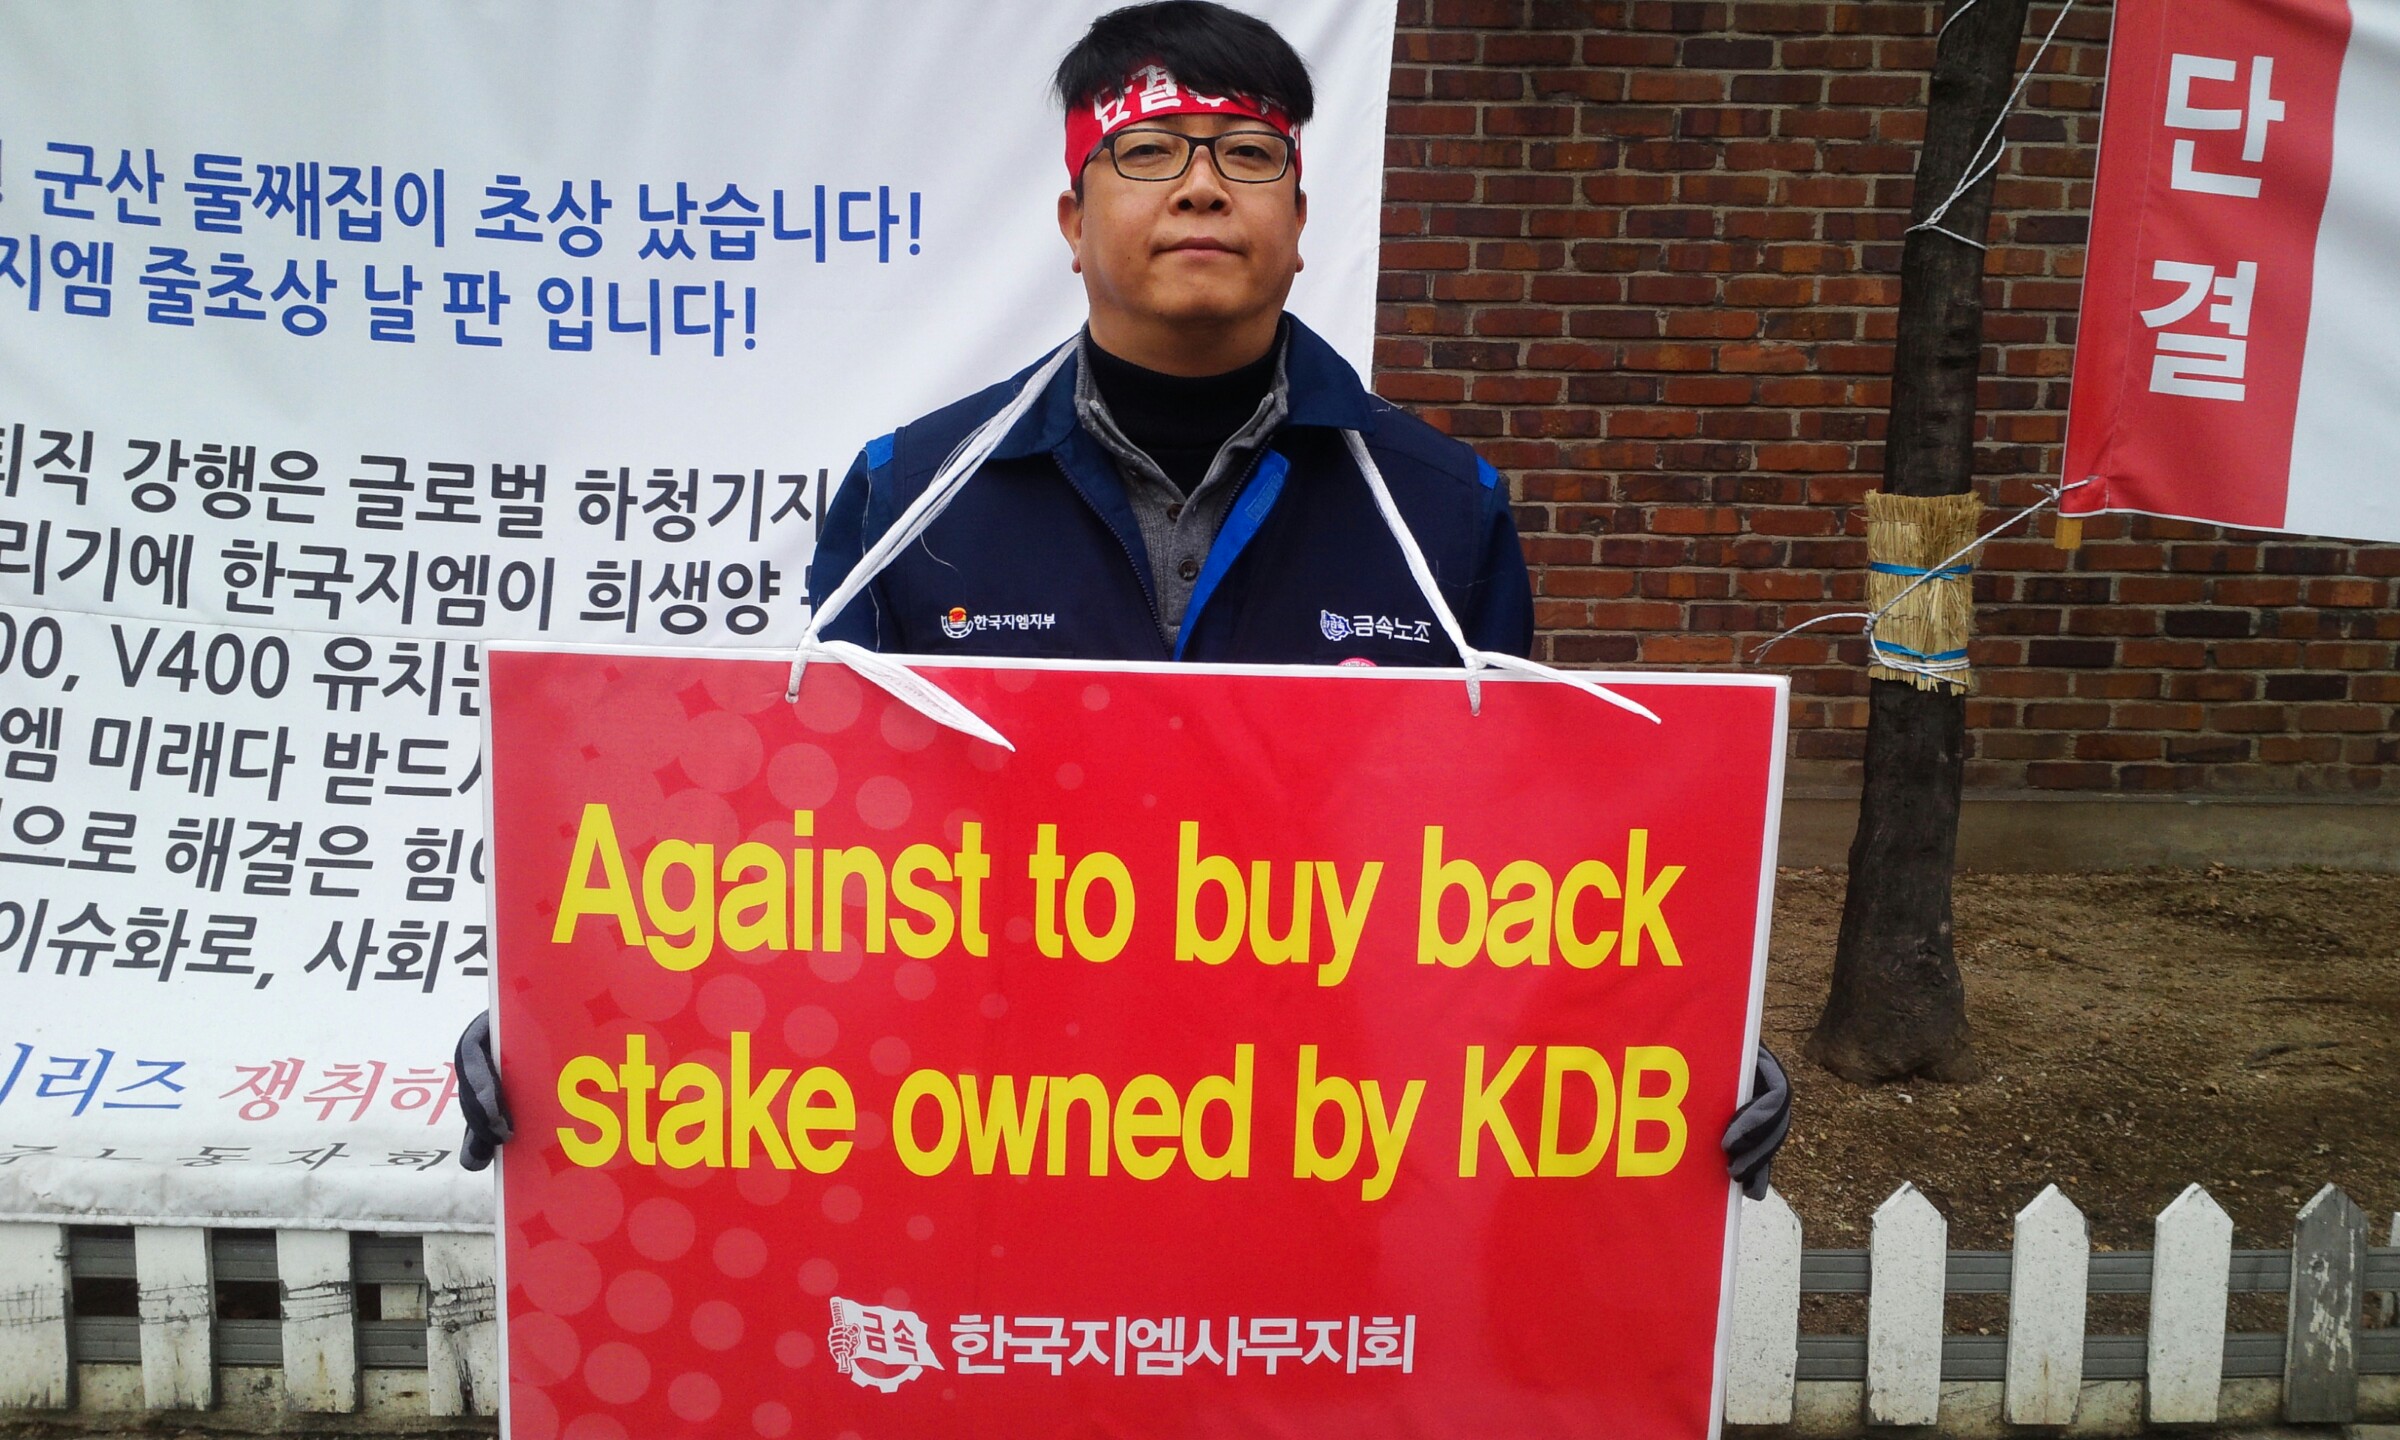 군산 둘째집이 초상 났습니다!
지엠 줄초상 날 판 입니다!
퇴직 강행은 글로벌 하청기지
리기에 한국지엠이 희생양
00, V400 유치는
엠 미래다 받드시
으로 해결은
이슈화로, 사회적
리즈 쟁취하
단결
단
결
한국지엠지부
금속노조
Against to buy back
stake owned by KDB
금속 한국지엠사무지회